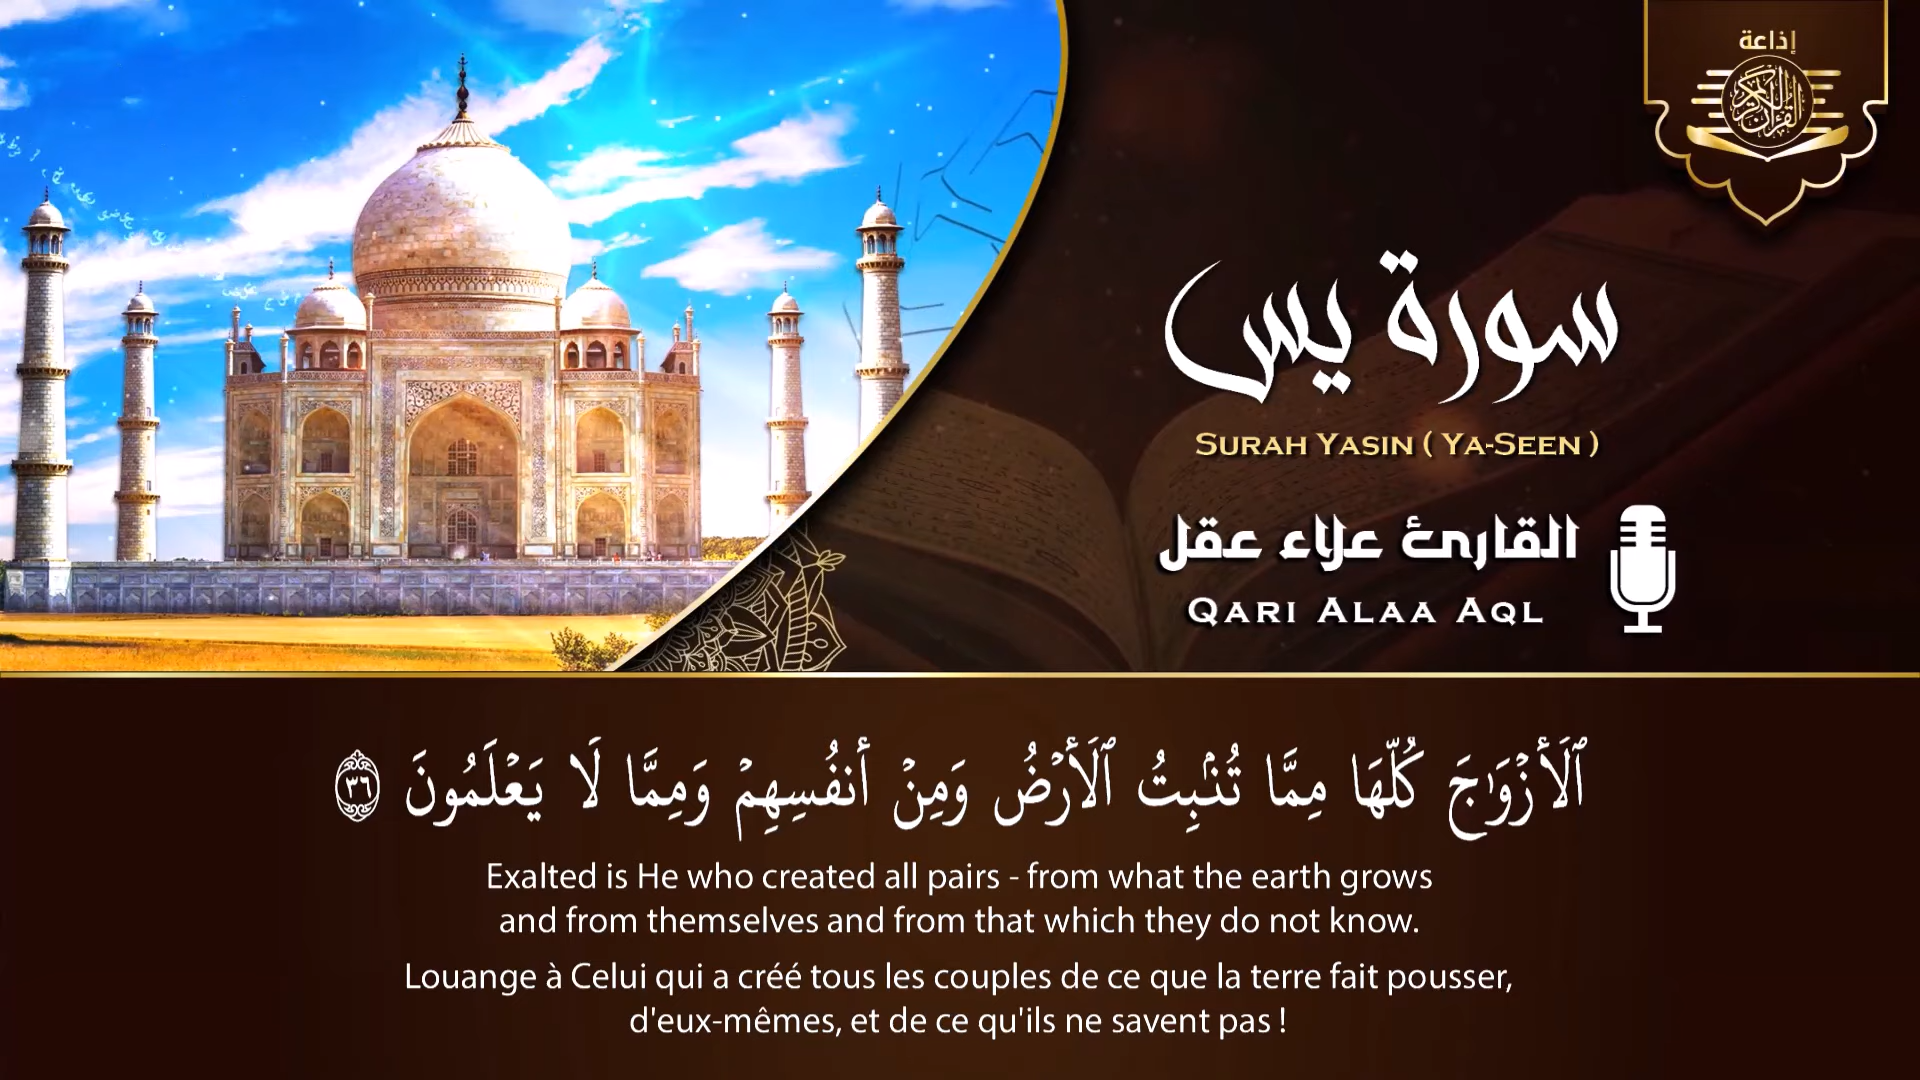 إذاعة
القرآن الكريم
سورة يس
SURAH YASIN ( YA-SEEN )
القارئ علاء عقل
QARI ALAA AQL
ٱلْأَزْوَٰجَ كُلَّهَا مِمَّا تُنۢبِتُ ٱلْأَرْضُ وَمِنْ أَنفُسِهِمْ وَمِمَّا لَا يَعْلَمُونَ ٣٦
Exalted is He who created all pairs - from what the earth grows
and from themselves and from that which they do not know.
Louange à Celui qui a créé tous les couples de ce que la terre fait pousser,
d'eux-mêmes, et de ce qu'ils ne savent pas !